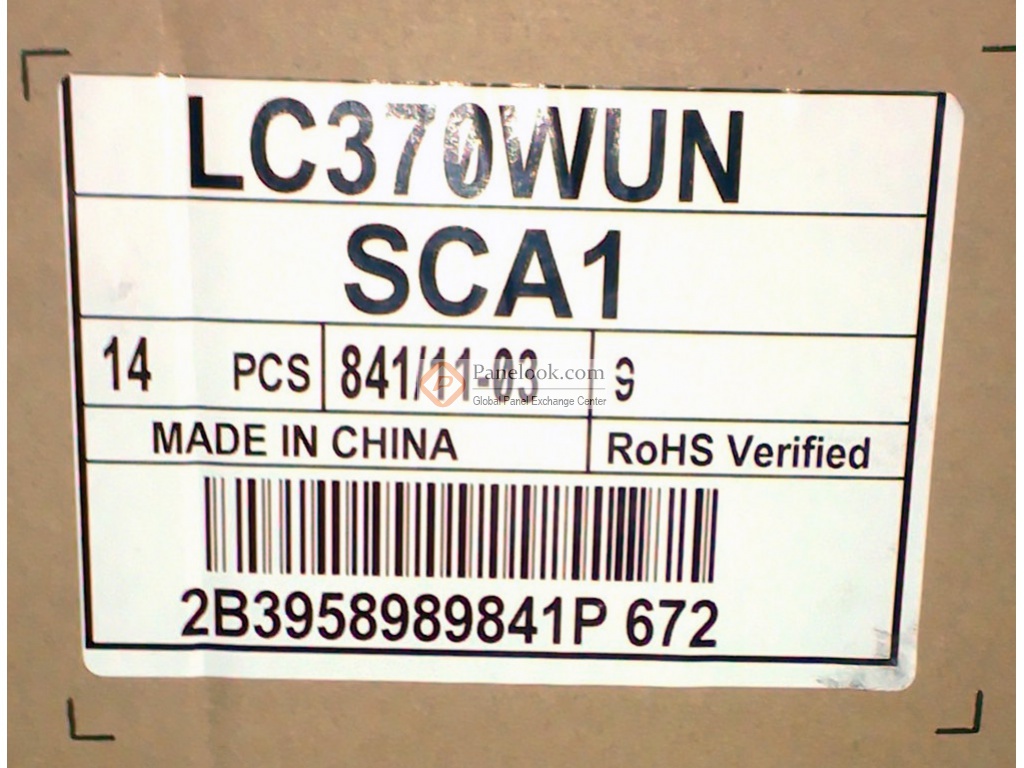 LC370WUN
SCA1
14 PCS 841/11-03 9
Panelook.com
Global Panel Exchange Center
MADE IN CHINA RoHS Verified
2B3958989841P 672